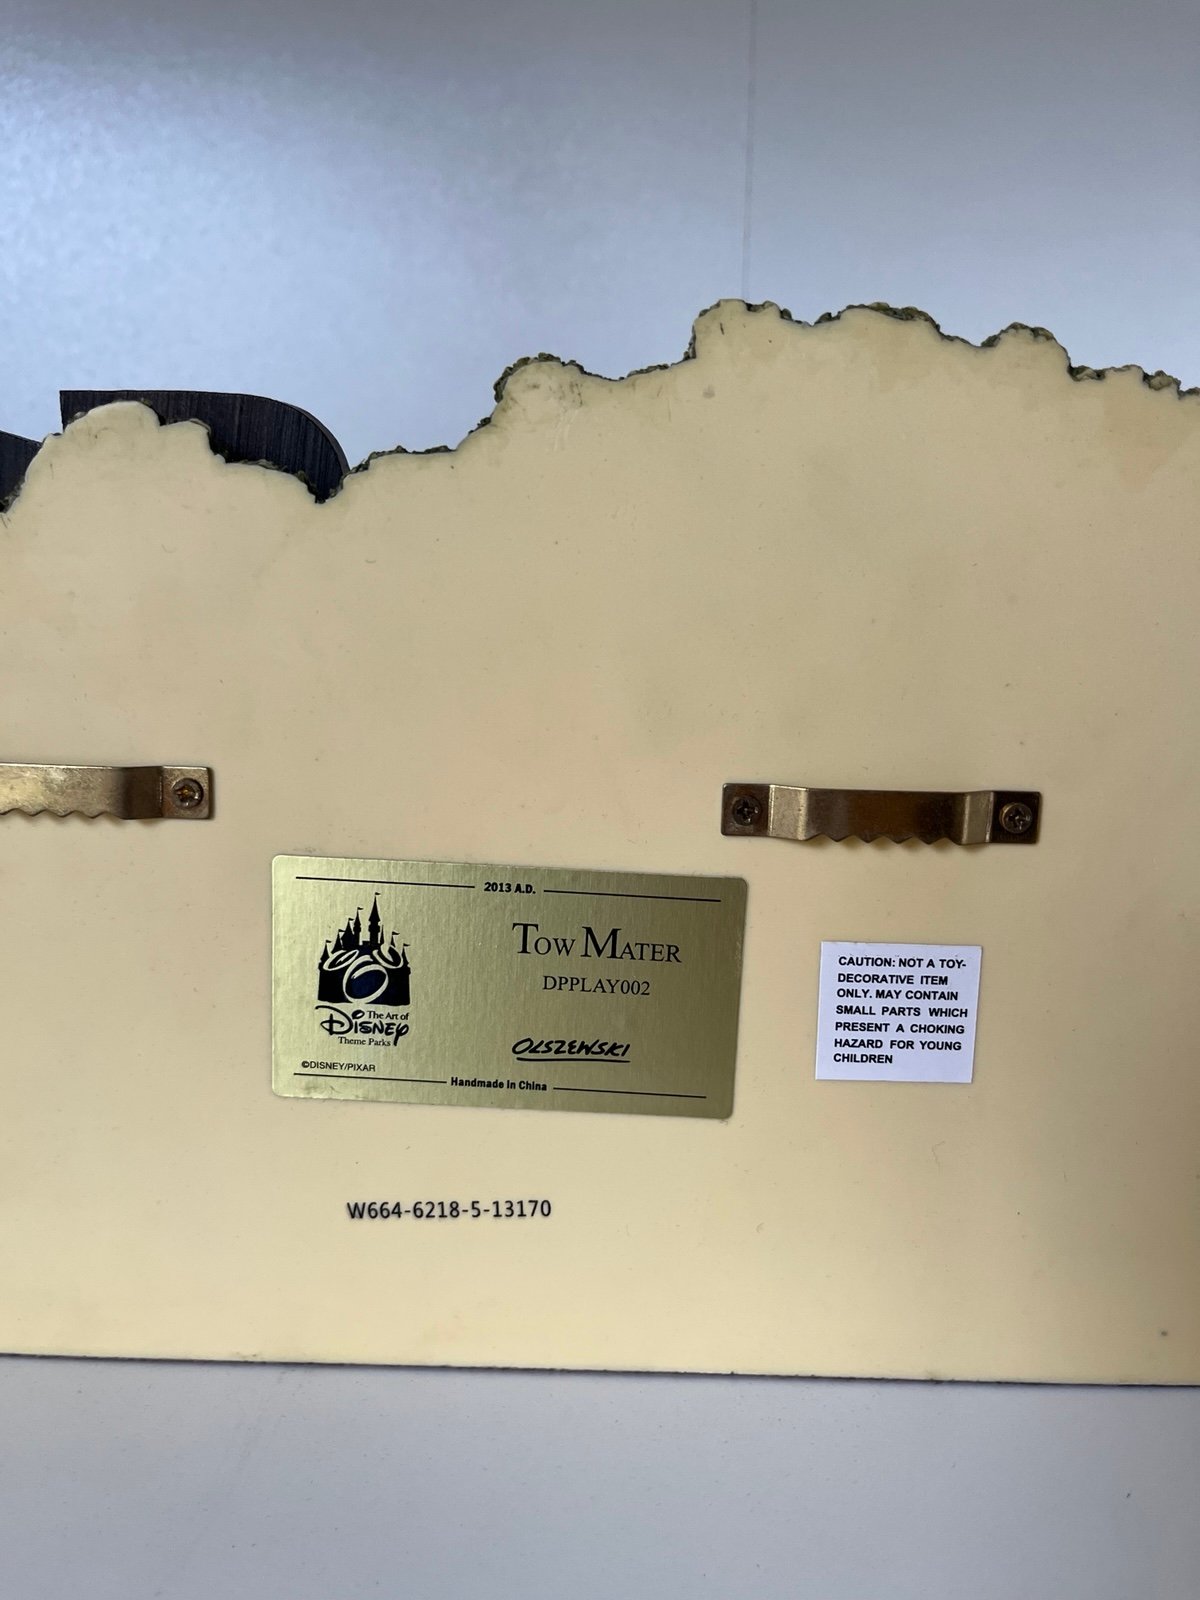 2013 A.D.
TOW MATER
DPPLAY002
The Art of
DISNEY
Theme Parks
OLSZEWSKI
©DISNEY/PIXAR
Handmade in China
CAUTION: NOT A TOY-
DECORATIVE ITEM
ONLY. MAY CONTAIN
SMALL PARTS WHICH
PRESENT A CHOKING
HAZARD FOR YOUNG
CHILDREN
W664-6218-5-13170